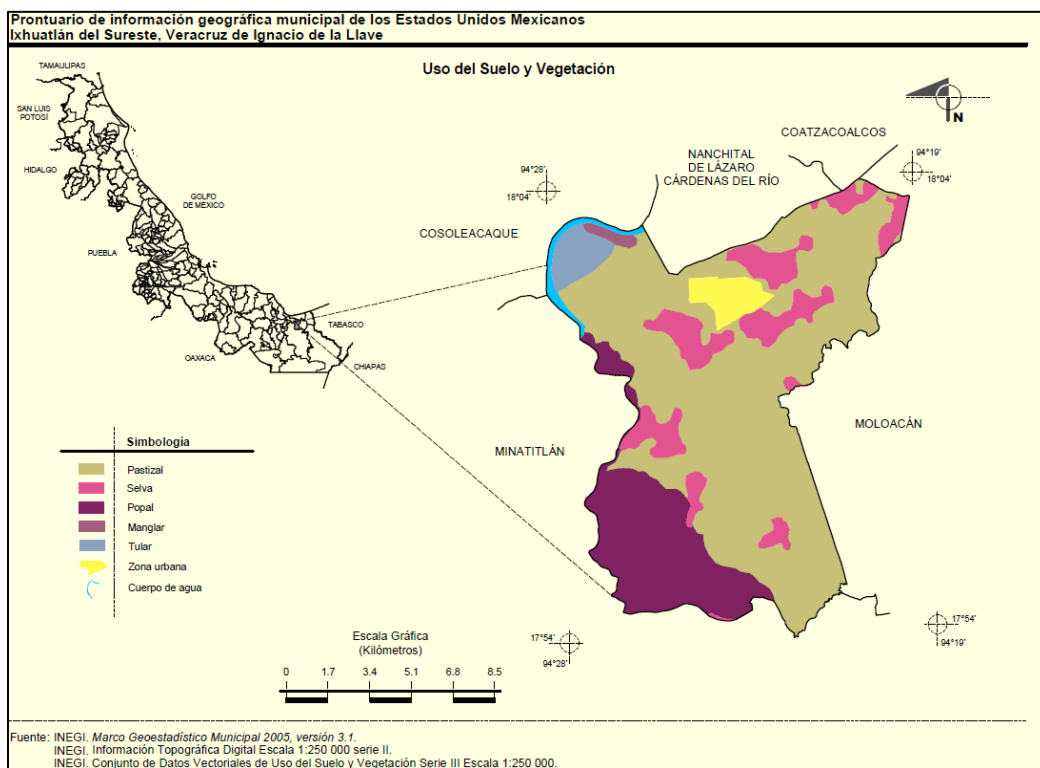 Prontuario de información geográfica municipal de los Estados Unidos Mexicanos
Ixhuatlán del Sureste, Veracruz de Ignacio de la Llave
Uso del Suelo y Vegetación
TAMAULIPAS
SAN LUIS
POTOSÍ
HIDALGO
GOLFO
DE MÉXICO
PUEBLA
TABASCO
OAXACA
CHIAPAS
N
COATZACOALCOS
NANCHITAL
DE LÁZARO
CÁRDENAS DEL RÍO
94°28'
18°04'
94°19'
18°04'
COSOLEACAQUE
MINATITLÁN
MOLOACÁN
Simbología
Pastizal
Selva
Popal
Manglar
Tular
Zona urbana
Cuerpo de agua
17°54'
94°28'
17°54'
94°19'
Escala Gráfica
(Kilómetros)
0 1.7 3.4 5.1 6.8 8.5
Fuente: INEGI. Marco Geoestadístico Municipal 2005, versión 3.1.
INEGI. Información Topográfica Digital Escala 1:250 000 serie II.
INEGI. Conjunto de Datos Vectoriales de Uso del Suelo y Vegetación Serie III Escala 1:250 000.